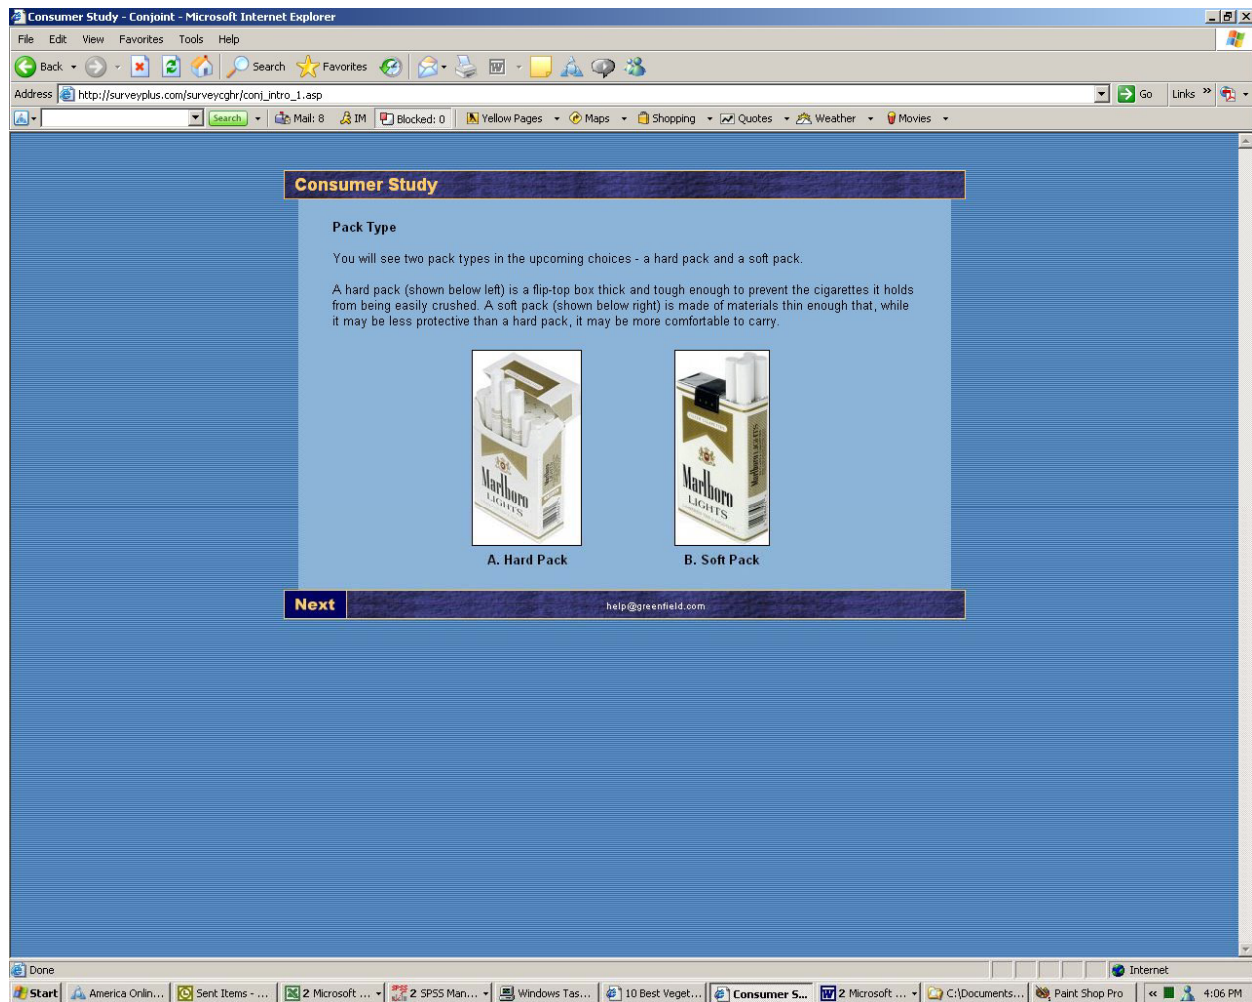 Consumer Study - Conjoint - Microsoft Internet Explorer
File Edit View Favorites Tools Help
Back Search Favorites
Address http://surveyplus.com/surveycghr/conj_intro_1.asp Go Links »
Search Mail: 8 IM Blocked: 0 Yellow Pages Maps Shopping Quotes Weather Movies
Consumer Study
Pack Type
You will see two pack types in the upcoming choices - a hard pack and a soft pack.
A hard pack (shown below left) is a flip-top box thick and tough enough to prevent the cigarettes it holds
from being easily crushed. A soft pack (shown below right) is made of materials thin enough that, while
it may be less protective than a hard pack, it may be more comfortable to carry.
Marlboro
LIGHTS
Marlboro
LIGHTS
A. Hard Pack
B. Soft Pack
Next
help@greenfield.com
Done Internet
Start America Onlin... Sent Items - ... 2 Microsoft ... 2 SPSS Man... Windows Tas... 10 Best Veget... Consumer S... 2 Microsoft ... C:\Documents... Paint Shop Pro « 4:06 PM